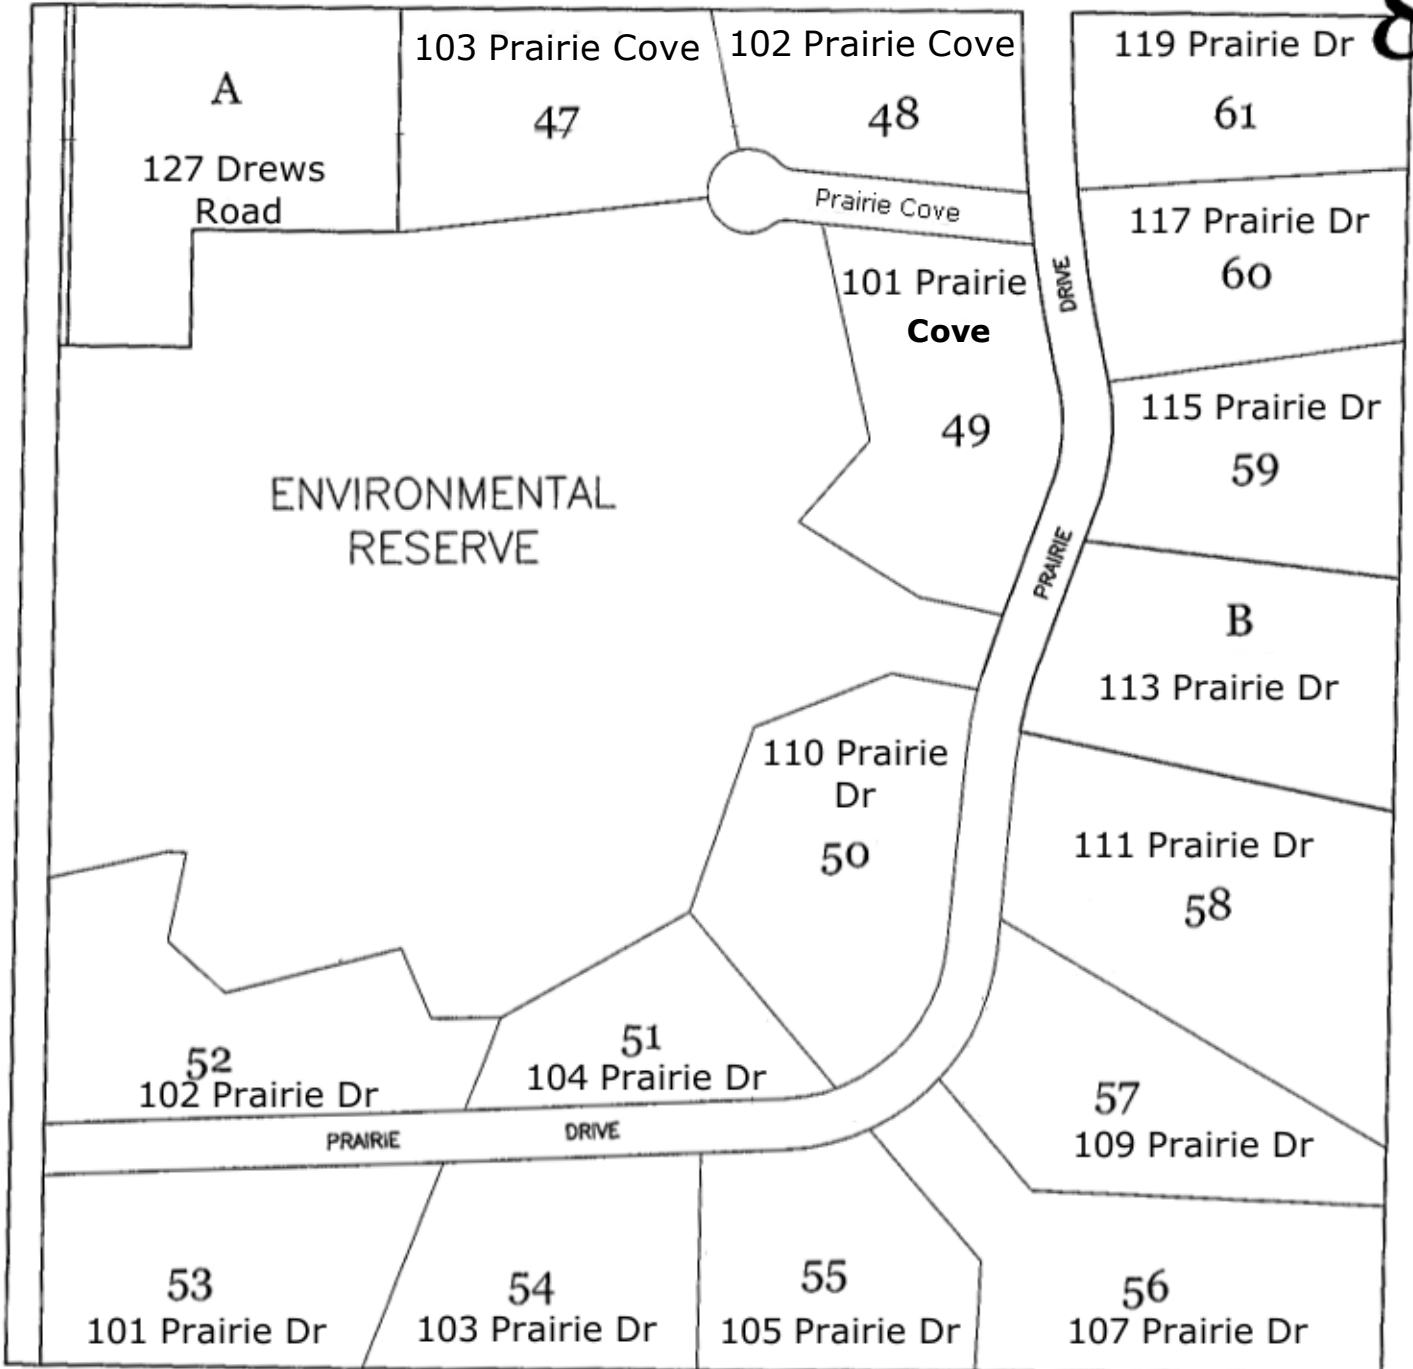 103 Prairie Cove
47
102 Prairie Cove
48
119 Prairie Dr
61
8
A
127 Drews
Road
Prairie Cove
117 Prairie Dr
60
101 Prairie
Cove
49
DRIVE
115 Prairie Dr
59
ENVIRONMENTAL
RESERVE
PRAIRIE
B
113 Prairie Dr
110 Prairie
Dr
50
111 Prairie Dr
58
52
102 Prairie Dr
51
104 Prairie Dr
57
109 Prairie Dr
PRAIRIE DRIVE
53
101 Prairie Dr
54
103 Prairie Dr
55
105 Prairie Dr
56
107 Prairie Dr